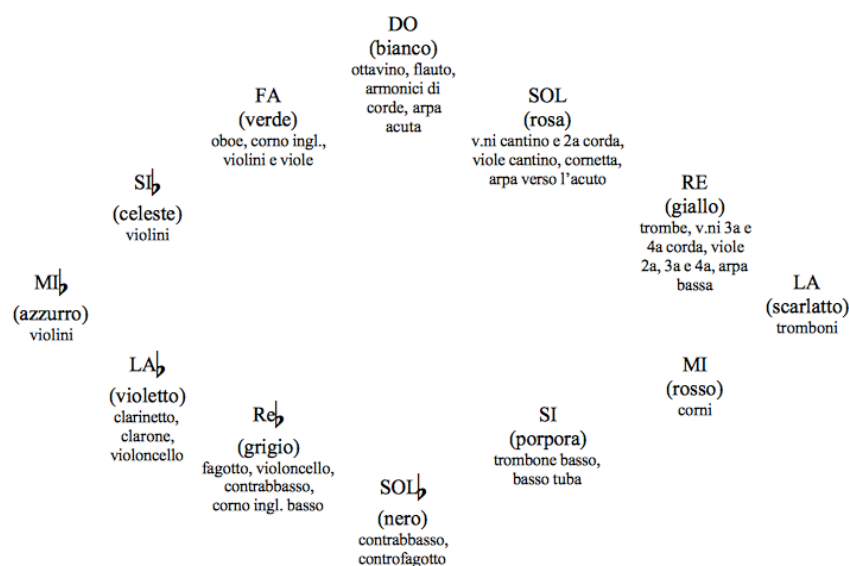 DO
(bianco)
ottavino, flauto,
armonici di
corde, arpa
acuta
FA
(verde)
oboe, corno ingl.,
violini e viole
SOL
(rosa)
v.ni cantino e 2a corda,
viole cantino, cornetta,
arpa verso l’acuto
SI♭
(celeste)
violini
RE
(giallo)
trombe, v.ni 3a e
4a corda, viole
2a, 3a e 4a, arpa
bassa
MI♭
(azzurro)
violini
LA
(scarlatto)
tromboni
LA♭
(violetto)
clarinetto,
clarone,
violoncello
MI
(rosso)
corni
Re♭
(grigio)
fagotto, violoncello,
contrabbasso,
corno ingl. basso
SI
(porpora)
trombone basso,
basso tuba
SOL♭
(nero)
contrabbasso,
controfagotto